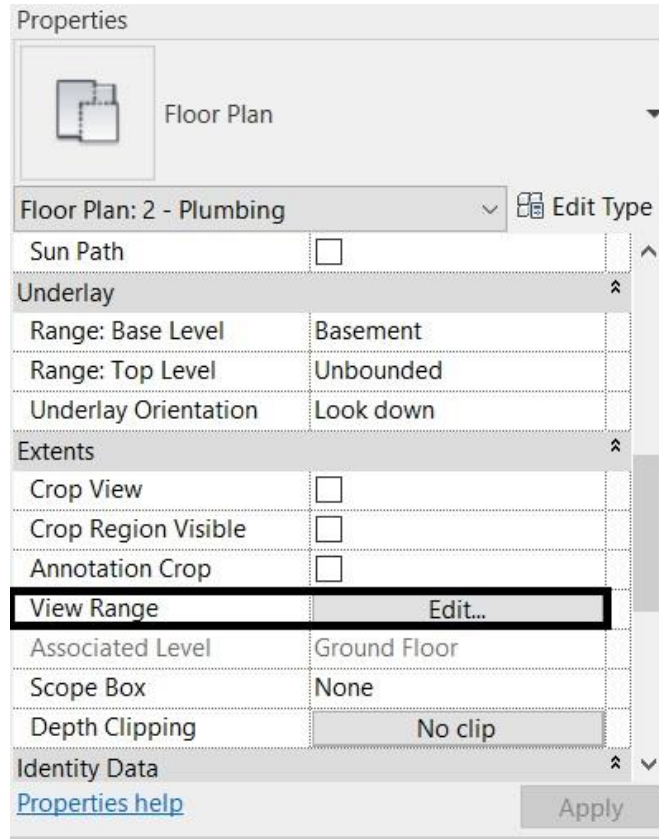 Properties
Floor Plan
Floor Plan: 2 - Plumbing Edit Type
Sun Path
Underlay
Range: Base Level Basement
Range: Top Level Unbounded
Underlay Orientation Look down
Extents
Crop View
Crop Region Visible
Annotation Crop
View Range Edit...
Associated Level Ground Floor
Scope Box None
Depth Clipping No clip
Identity Data
Properties help Apply